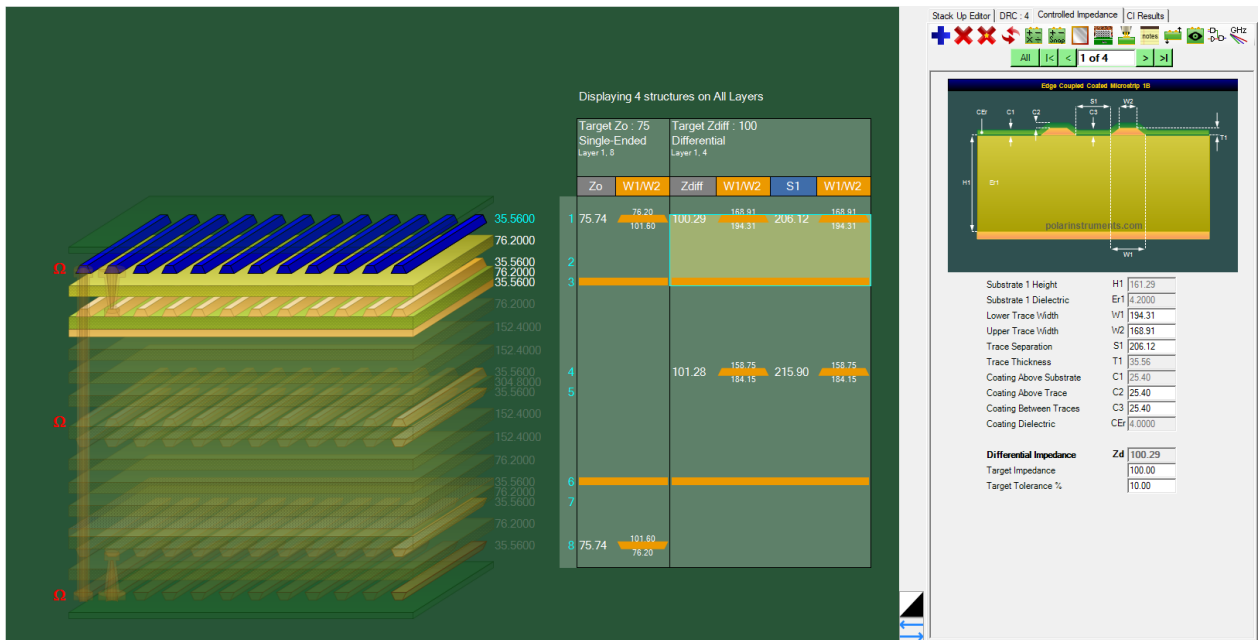 Stack Up Editor DRC : 4 Controlled Impedance CI Results
notes GHz
All |< < 1 of 4 > >|
Displaying 4 structures on All Layers
Target Zo : 75 Target Zdiff : 100
Single-Ended Differential
Layer 1, 8 Layer 1, 4
Zo W1/W2 Zdiff W1/W2 S1 W1/W2
1 75.74 76.20 100.29 168.91 206.12 168.91
101.60 194.31 194.31
2
3
4 101.28 158.75 215.90 158.75
184.15 184.15
5
6
7
8 75.74 101.60
76.20
35.5600
76.2000
35.5600
76.2000
35.5600
76.2000
152.4000
152.4000
35.5600
304.8000
35.5600
152.4000
152.4000
76.2000
35.5600
76.2000
35.5600
76.2000
35.5600
Ω
Ω
Ω
Edge Coupled Coated Microstrip 1B
CEr C1 C2 S1 C3 W2
T1
H1 Er1
polarinstruments.com
W1
Substrate 1 Height H1 161.29
Substrate 1 Dielectric Er1 4.2000
Lower Trace Width W1 194.31
Upper Trace Width W2 168.91
Trace Separation S1 206.12
Trace Thickness T1 35.56
Coating Above Substrate C1 25.40
Coating Above Trace C2 25.40
Coating Between Traces C3 25.40
Coating Dielectric CEr 4.0000
Differential Impedance Zd 100.29
Target Impedance 100.00
Target Tolerance % 10.00